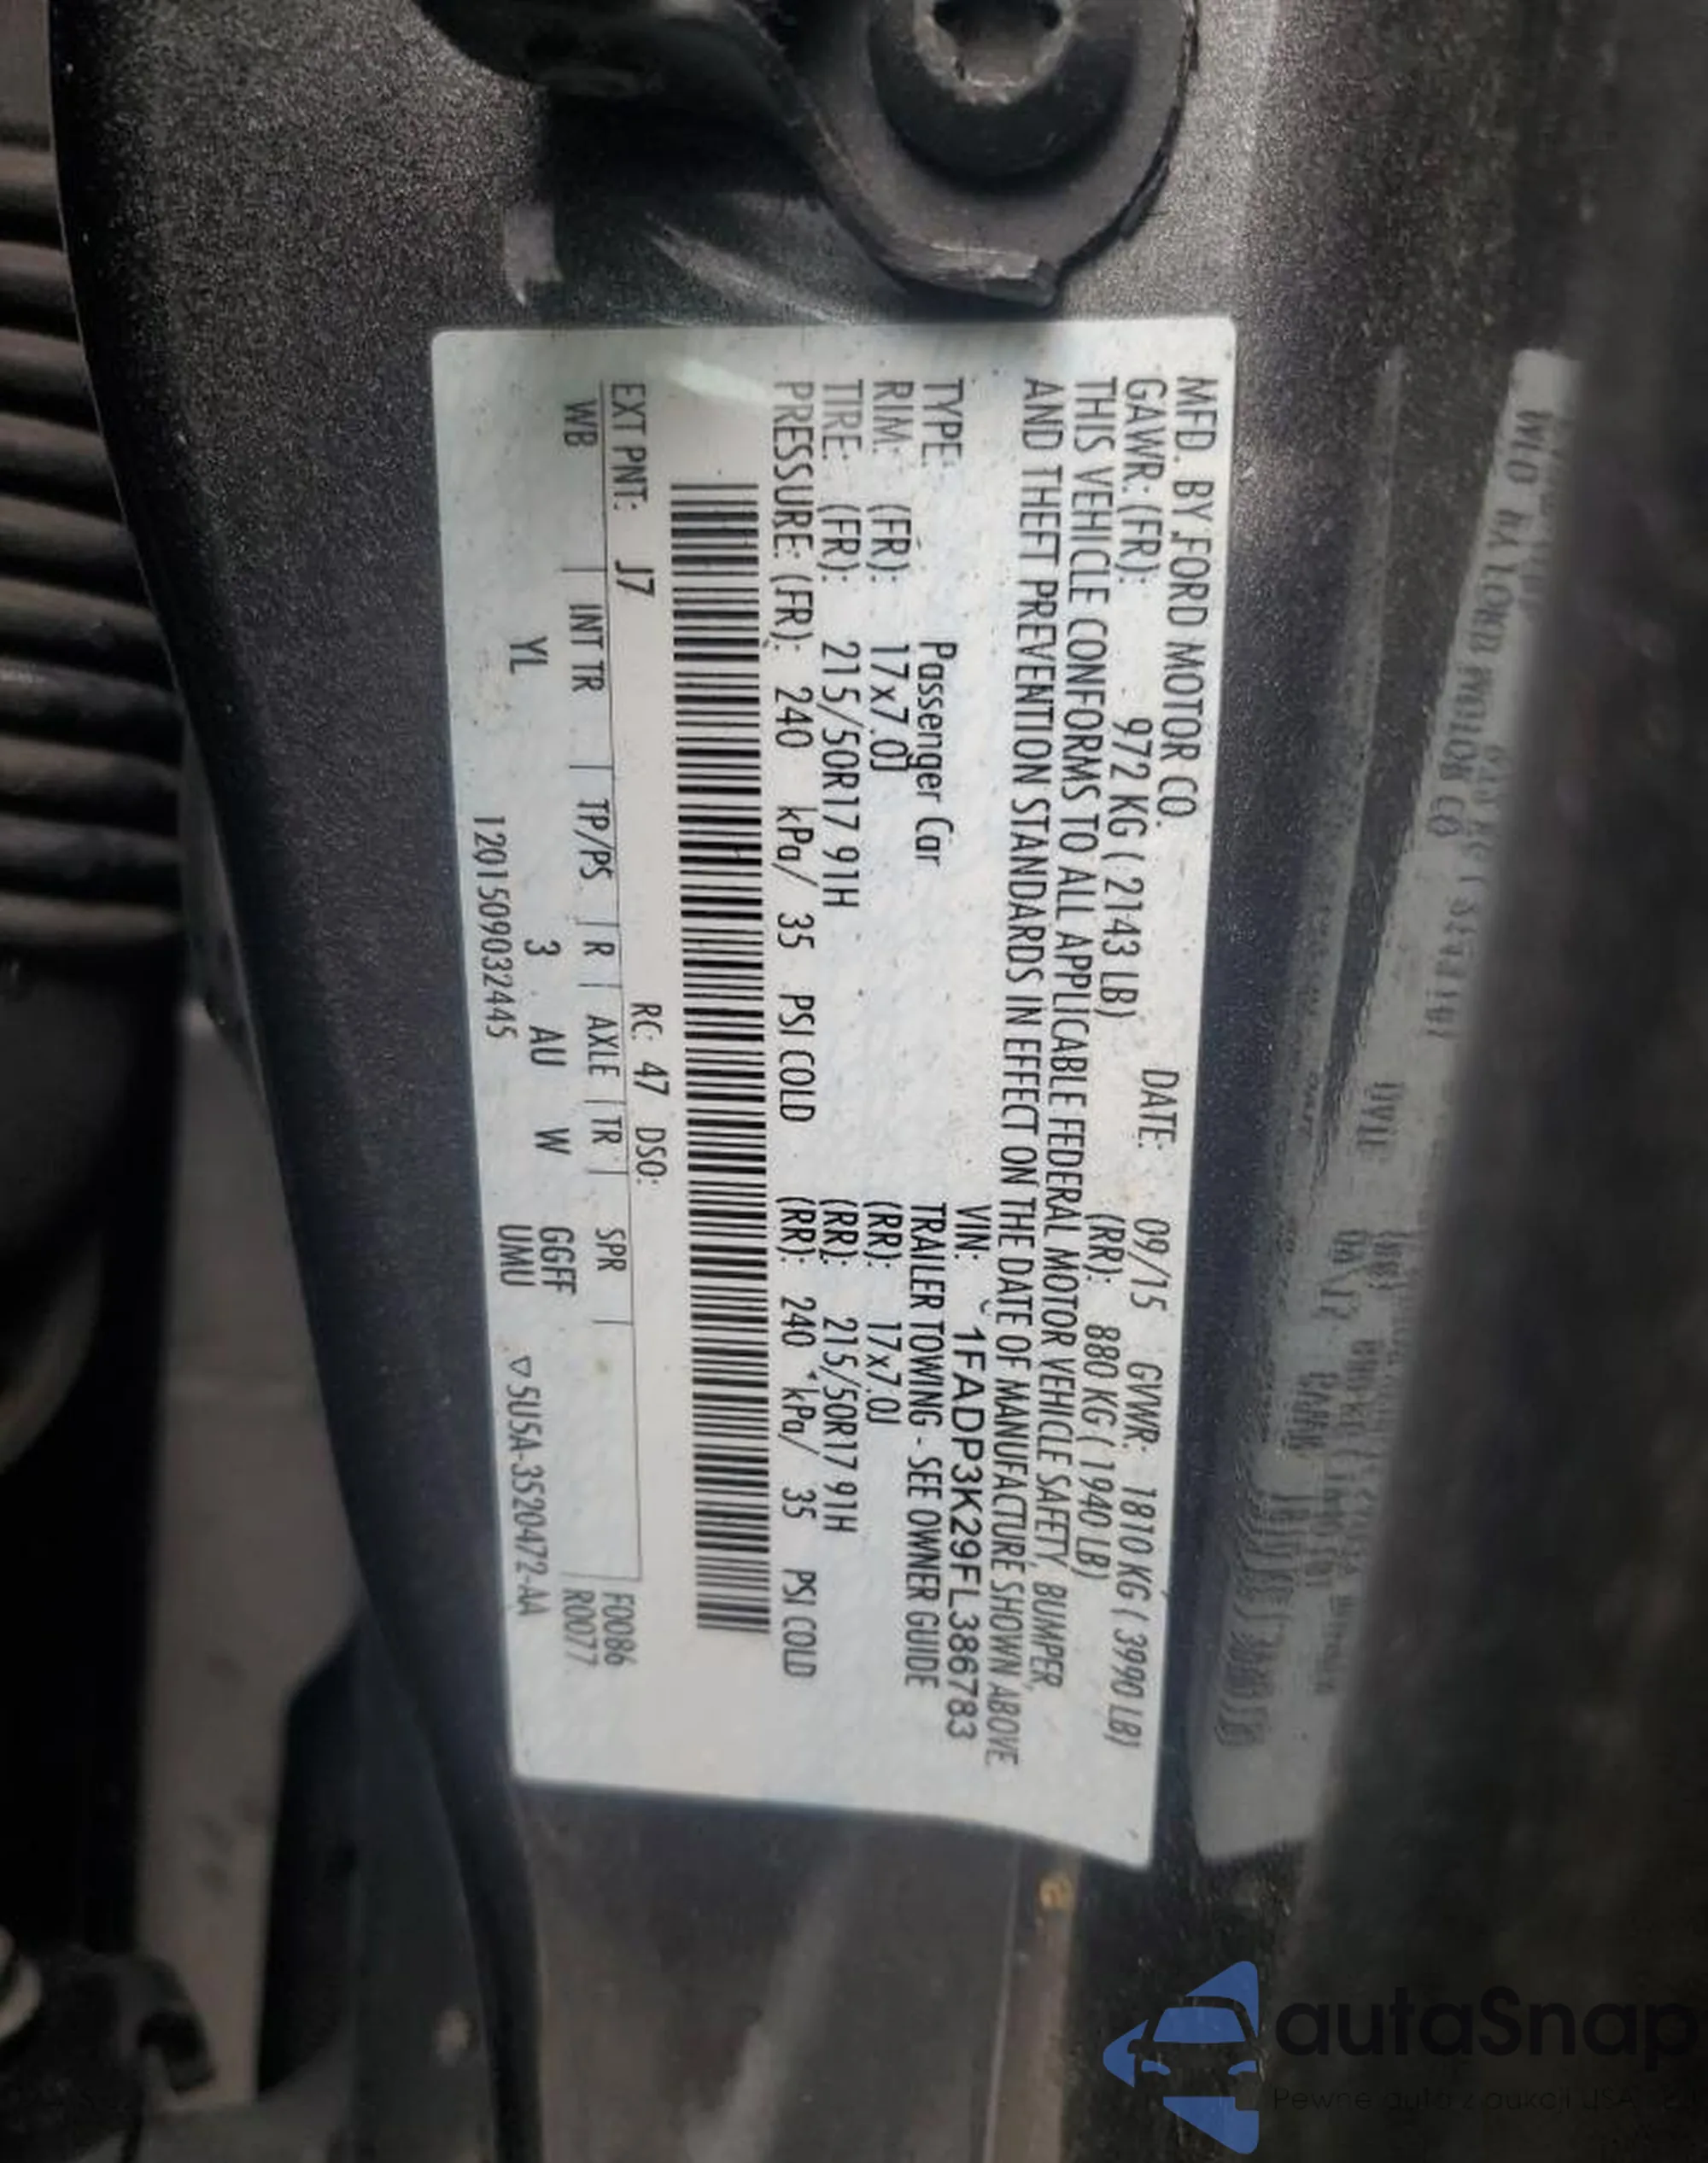 MFD. BY FORD MOTOR CO.
DATE: 09/15 GVWR: 1810 KG ( 3990 LB)
GAWR: (FR): 972 KG ( 2143 LB) (RR): 880 KG ( 1940 LB)
THIS VEHICLE CONFORMS TO ALL APPLICABLE FEDERAL MOTOR VEHICLE SAFETY, BUMPER,
AND THEFT PREVENTION STANDARDS IN EFFECT ON THE DATE OF MANUFACTURE SHOWN ABOVE.
VIN: 1FADP3K29FL386783
TYPE: Passenger Car TRAILER TOWING - SEE OWNER GUIDE
RIM: (FR): 17x7.0J (RR): 17x7.0J
TIRE: (FR): 215/50R17 91H (RR): 215/50R17 91H
PRESSURE: (FR): 240 kPa/ 35 PSI COLD (RR): 240 kPa/ 35 PSI COLD
EXT PNT: J7 RC: 47 DSO: F0086
WB INT TR TP/PS R AXLE TR SPR R0077
YL 3 AU W GGFF
UMU
1201509032445 ▽5U5A-3520472-AA
autaSnap
Pewne auta z aukcji USA